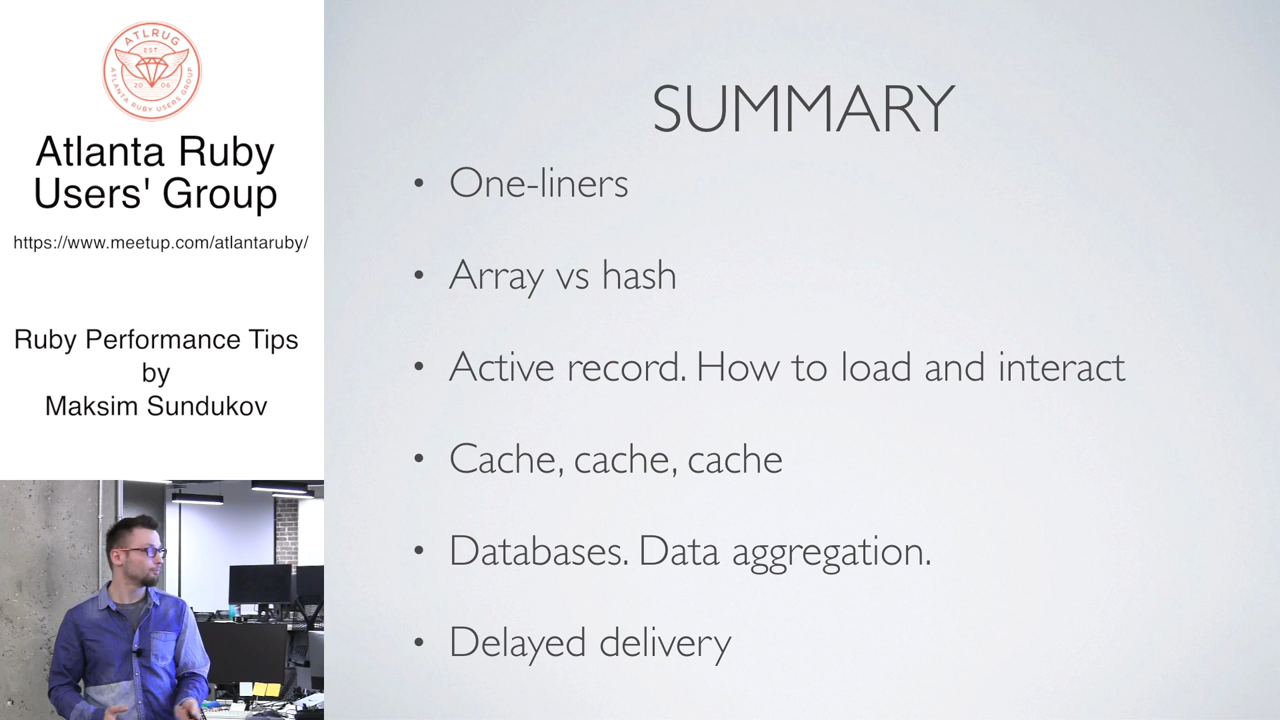 ATLRUG
EST
20 06
ATLANTA RUBY USERS GROUP
Atlanta Ruby
Users' Group
https://www.meetup.com/atlantaruby/
Ruby Performance Tips
by
Maksim Sundukov
SUMMARY
• One-liners
• Array vs hash
• Active record. How to load and interact
• Cache, cache, cache
• Databases. Data aggregation.
• Delayed delivery